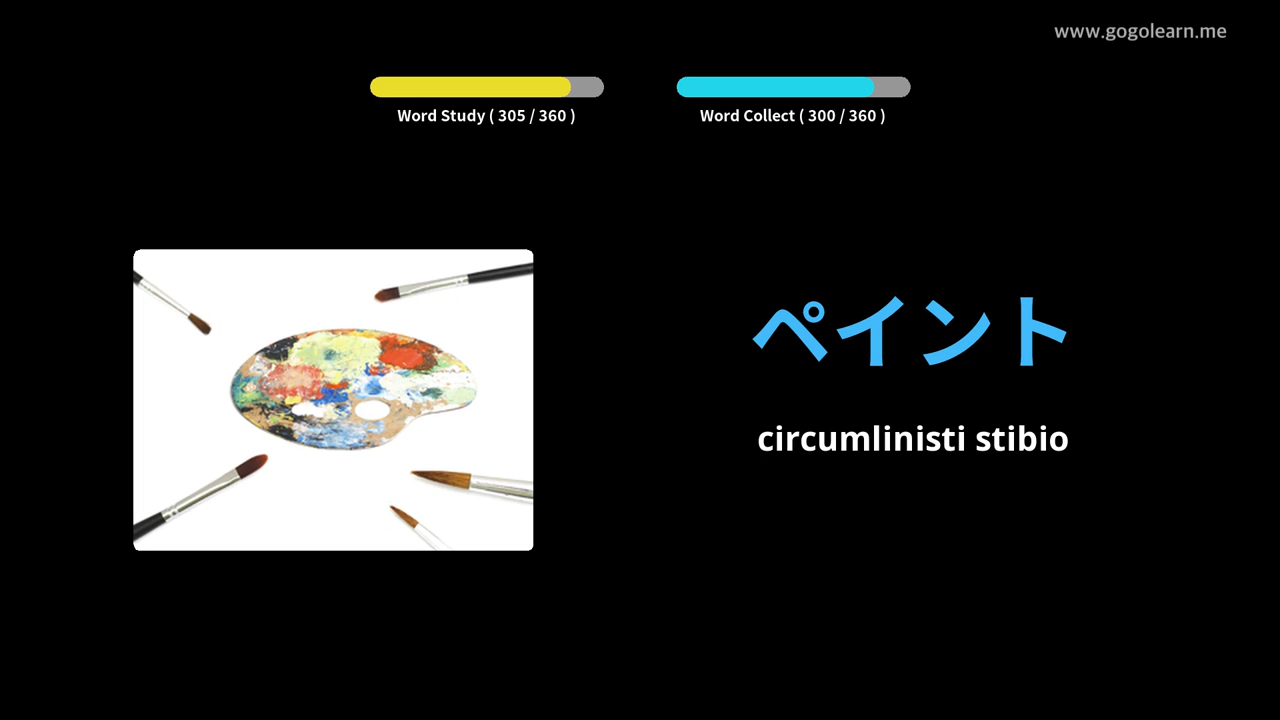 www.gogolearn.me
Word Study ( 305 / 360 )
Word Collect ( 300 / 360 )
ペイント
circumlinisti stibio